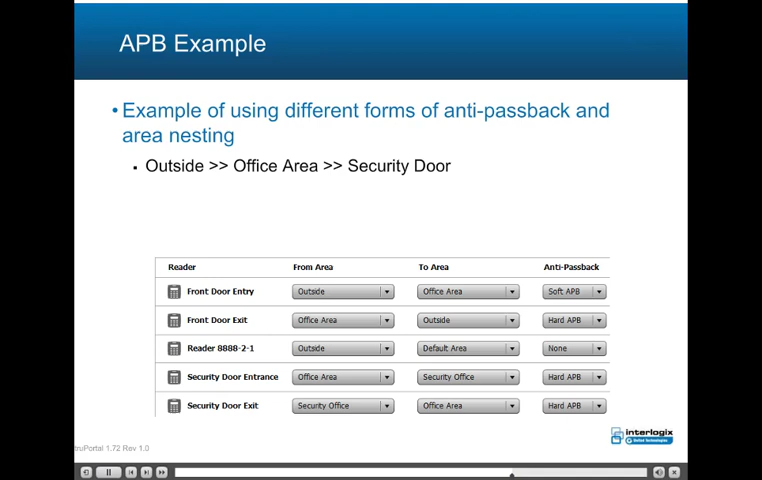 APB Example
• Example of using different forms of anti-passback and
area nesting
▪ Outside >> Office Area >> Security Door
Reader From Area To Area Anti-Passback
Front Door Entry Outside Office Area Soft APB
Front Door Exit Office Area Outside Hard APB
Reader 8888-2-1 Outside Default Area None
Security Door Entrance Office Area Security Office Hard APB
Security Door Exit Security Office Office Area Hard APB
interlogix
United Technologies
truPortal 1.72 Rev 1.0